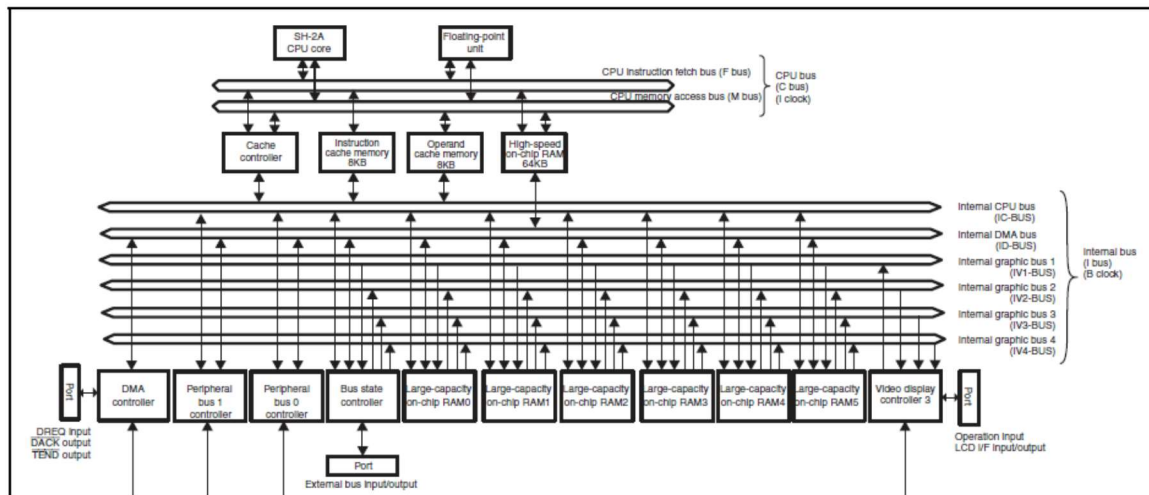 SH-2A
CPU core
Floating-point
unit
CPU instruction fetch bus (F bus)
CPU memory access bus (M bus)
CPU bus
(C bus)
(I clock)
Cache
controller
Instruction
cache memory
8KB
Operand
cache memory
8KB
High-speed
on-chip RAM
64KB
Internal CPU bus
(IC-BUS)
Internal DMA bus
(ID-BUS)
Internal graphic bus 1
(IV1-BUS)
Internal graphic bus 2
(IV2-BUS)
Internal graphic bus 3
(IV3-BUS)
Internal graphic bus 4
(IV4-BUS)
Internal bus
(I bus)
(B clock)
Port
DMA
controller
Peripheral
bus 1
controller
Peripheral
bus 0
controller
Bus state
controller
Large-capacity
on-chip RAM0
Large-capacity
on-chip RAM1
Large-capacity
on-chip RAM2
Large-capacity
on-chip RAM3
Large-capacity
on-chip RAM4
Large-capacity
on-chip RAM5
Video display
controller 3
Port
DREQ input
DACK output
TEND output
Port
External bus input/output
Operation input
LCD I/F input/output